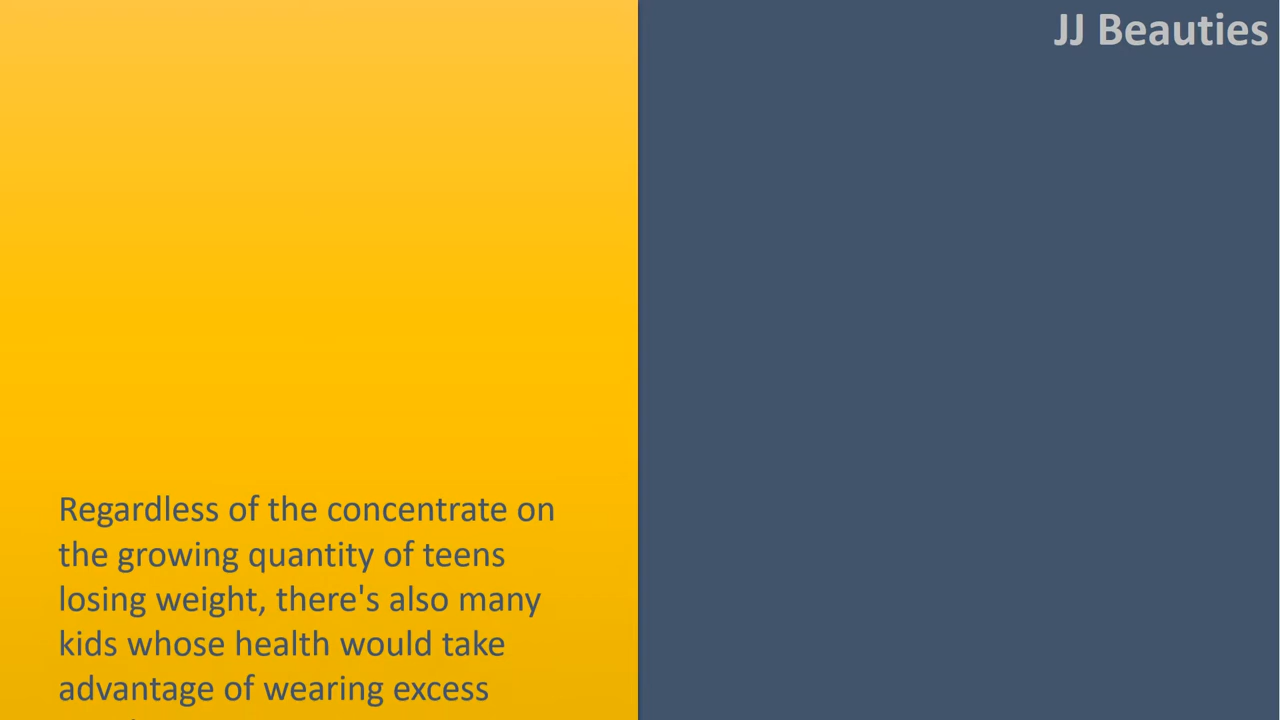 JJ Beauties
Regardless of the concentrate on
the growing quantity of teens
losing weight, there's also many
kids whose health would take
advantage of wearing excess